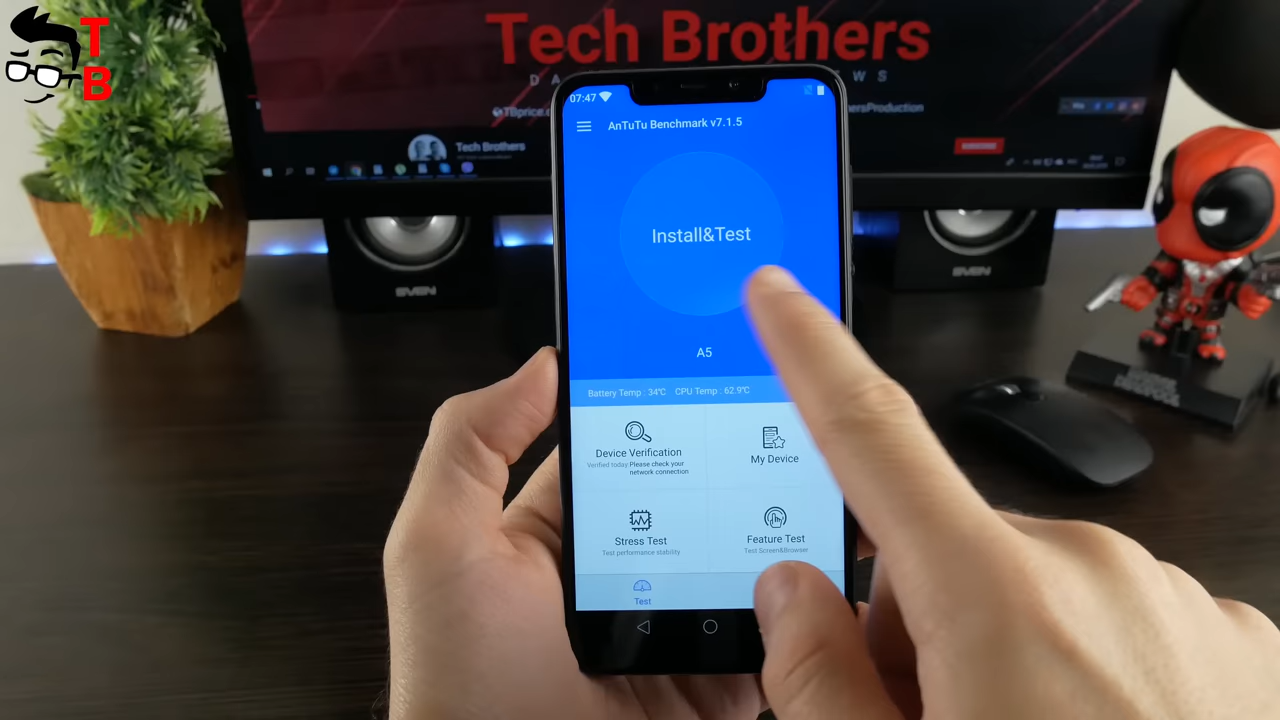 TB
Tech Brothers
07:47
AnTuTu Benchmark v7.1.5
Tech Brothers
Install&Test
SVEN
SVEN
A5
Battery Temp : 34℃ CPU Temp : 62.9℃
Device Verification
Verified today:Please check your
network connection
My Device
Stress Test
Test performance stability
Feature Test
Test Screen&Browser
Test